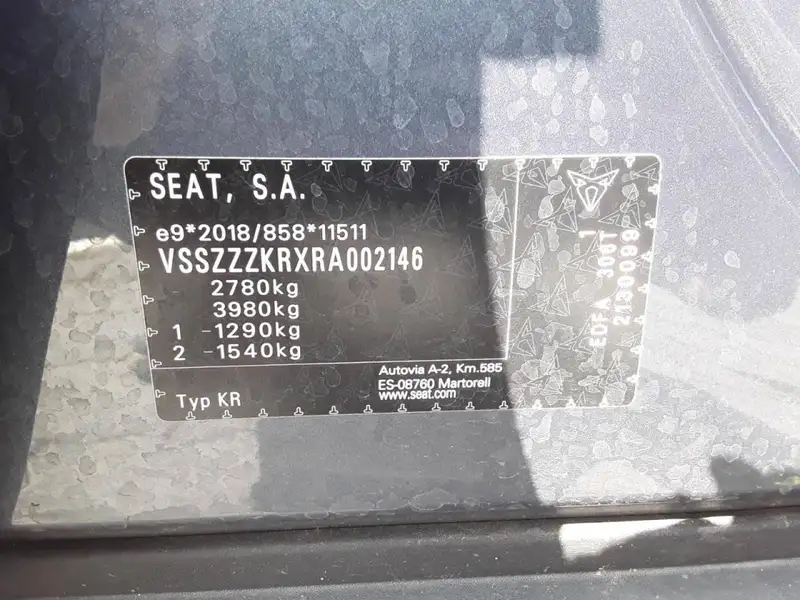 SEAT, S.A.
e9*2018/858*11511
VSSZZZKRXRA002146
2780kg
3980kg
1 -1290kg
2 -1540kg
Typ KR
Autovia A-2, Km.585
ES-08760 Martorell
www.seat.com
1
EDFA 306T
2130099